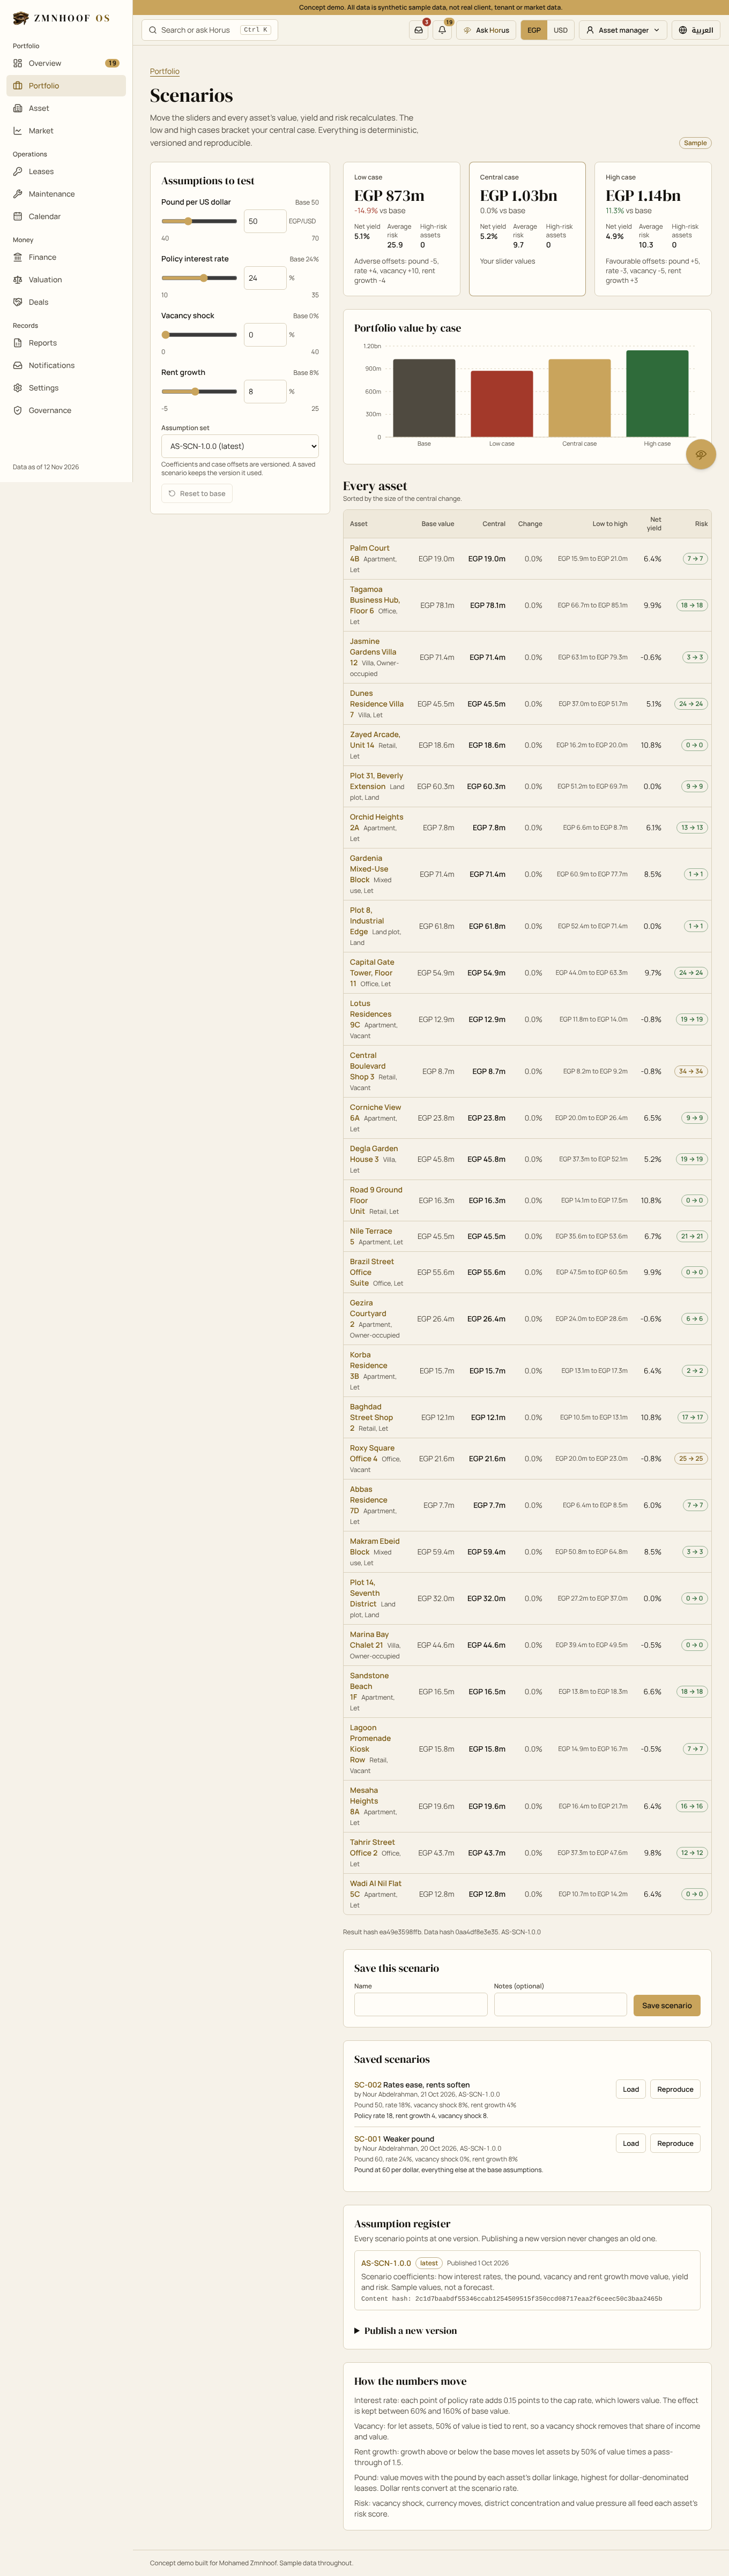 Concept demo. All data is synthetic sample data, not real client, tenant or market data.
ZMNHOOF OS
Portfolio
Overview 19
Portfolio
Asset
Market
Operations
Leases
Maintenance
Calendar
Money
Finance
Valuation
Deals
Records
Reports
Notifications
Settings
Governance
Data as of 12 Nov 2026
Search or ask Horus Ctrl K
3
19
Ask Horus
EGP USD
Asset manager
العربية
Portfolio
Scenarios
Move the sliders and every asset's value, yield and risk recalculates. The
low and high cases bracket your central case. Everything is deterministic,
versioned and reproducible.
Sample
Assumptions to test
Pound per US dollar Base 50
50 EGP/USD
40 70
Policy interest rate Base 24%
24 %
10 35
Vacancy shock Base 0%
0 %
0 40
Rent growth Base 8%
8 %
-5 25
Assumption set
AS-SCN-1.0.0 (latest)
Coefficients and case offsets are versioned. A saved
scenario keeps the version it used.
Reset to base
Low case
EGP 873m
-14.9% vs base
Net yield 5.1%
Average risk 25.9
High-risk assets 0
Adverse offsets: pound -5,
rate +4, vacancy +10, rent
growth -4
Central case
EGP 1.03bn
0.0% vs base
Net yield 5.2%
Average risk 9.7
High-risk assets 0
Your slider values
High case
EGP 1.14bn
11.3% vs base
Net yield 4.9%
Average risk 10.3
High-risk assets 0
Favourable offsets: pound +5,
rate -3, vacancy -5, rent
growth +3
Portfolio value by case
1.20bn
900m
600m
300m
0
Base Low case Central case High case
Every asset
Sorted by the size of the central change.
Asset Base value Central Change Low to high Net yield Risk
Palm Court 4B Apartment, Let EGP 19.0m EGP 19.0m 0.0% EGP 15.9m to EGP 21.0m 6.4% 7 → 7
Tagamoa Business Hub, Floor 6 Office, Let EGP 78.1m EGP 78.1m 0.0% EGP 66.7m to EGP 85.1m 9.9% 18 → 18
Jasmine Gardens Villa 12 Villa, Owner-occupied EGP 71.4m EGP 71.4m 0.0% EGP 63.1m to EGP 79.3m -0.6% 3 → 3
Dunes Residence Villa 7 Villa, Let EGP 45.5m EGP 45.5m 0.0% EGP 37.0m to EGP 51.7m 5.1% 24 → 24
Zayed Arcade, Unit 14 Retail, Let EGP 18.6m EGP 18.6m 0.0% EGP 16.2m to EGP 20.0m 10.8% 0 → 0
Plot 31, Beverly Extension Land plot, Land EGP 60.3m EGP 60.3m 0.0% EGP 51.2m to EGP 69.7m 0.0% 9 → 9
Orchid Heights 2A Apartment, Let EGP 7.8m EGP 7.8m 0.0% EGP 6.6m to EGP 8.7m 6.1% 13 → 13
Gardenia Mixed-Use Block Mixed use, Let EGP 71.4m EGP 71.4m 0.0% EGP 60.9m to EGP 77.7m 8.5% 1 → 1
Plot 8, Industrial Edge Land plot, Land EGP 61.8m EGP 61.8m 0.0% EGP 52.4m to EGP 71.4m 0.0% 1 → 1
Capital Gate Tower, Floor 11 Office, Let EGP 54.9m EGP 54.9m 0.0% EGP 44.0m to EGP 63.3m 9.7% 24 → 24
Lotus Residences 9C Apartment, Vacant EGP 12.9m EGP 12.9m 0.0% EGP 11.8m to EGP 14.0m -0.8% 19 → 19
Central Boulevard Shop 3 Retail, Vacant EGP 8.7m EGP 8.7m 0.0% EGP 8.2m to EGP 9.2m -0.8% 34 → 34
Corniche View 6A Apartment, Let EGP 23.8m EGP 23.8m 0.0% EGP 20.0m to EGP 26.4m 6.5% 9 → 9
Degla Garden House 3 Villa, Let EGP 45.8m EGP 45.8m 0.0% EGP 37.3m to EGP 52.1m 5.2% 19 → 19
Road 9 Ground Floor Unit Retail, Let EGP 16.3m EGP 16.3m 0.0% EGP 14.1m to EGP 17.5m 10.8% 0 → 0
Nile Terrace 5 Apartment, Let EGP 45.5m EGP 45.5m 0.0% EGP 35.6m to EGP 53.6m 6.7% 21 → 21
Brazil Street Office Suite Office, Let EGP 55.6m EGP 55.6m 0.0% EGP 47.5m to EGP 60.5m 9.9% 0 → 0
Gezira Courtyard 2 Apartment, Owner-occupied EGP 26.4m EGP 26.4m 0.0% EGP 24.0m to EGP 28.6m -0.6% 6 → 6
Korba Residence 3B Apartment, Let EGP 15.7m EGP 15.7m 0.0% EGP 13.1m to EGP 17.3m 6.4% 2 → 2
Baghdad Street Shop 2 Retail, Let EGP 12.1m EGP 12.1m 0.0% EGP 10.5m to EGP 13.1m 10.8% 17 → 17
Roxy Square Office 4 Office, Vacant EGP 21.6m EGP 21.6m 0.0% EGP 20.0m to EGP 23.0m -0.8% 25 → 25
Abbas Residence 7D Apartment, Let EGP 7.7m EGP 7.7m 0.0% EGP 6.4m to EGP 8.5m 6.0% 7 → 7
Makram Ebeid Block Mixed use, Let EGP 59.4m EGP 59.4m 0.0% EGP 50.8m to EGP 64.8m 8.5% 3 → 3
Plot 14, Seventh District Land plot, Land EGP 32.0m EGP 32.0m 0.0% EGP 27.2m to EGP 37.0m 0.0% 0 → 0
Marina Bay Chalet 21 Villa, Owner-occupied EGP 44.6m EGP 44.6m 0.0% EGP 39.4m to EGP 49.5m -0.5% 0 → 0
Sandstone Beach 1F Apartment, Let EGP 16.5m EGP 16.5m 0.0% EGP 13.8m to EGP 18.3m 6.6% 18 → 18
Lagoon Promenade Kiosk Row Retail, Vacant EGP 15.8m EGP 15.8m 0.0% EGP 14.9m to EGP 16.7m -0.5% 7 → 7
Mesaha Heights 8A Apartment, Let EGP 19.6m EGP 19.6m 0.0% EGP 16.4m to EGP 21.7m 6.4% 16 → 16
Tahrir Street Office 2 Office, Let EGP 43.7m EGP 43.7m 0.0% EGP 37.3m to EGP 47.6m 9.8% 12 → 12
Wadi Al Nil Flat 5C Apartment, Let EGP 12.8m EGP 12.8m 0.0% EGP 10.7m to EGP 14.2m 6.4% 0 → 0
Result hash ea49e3598ffb. Data hash 0aa4df8e3e35. AS-SCN-1.0.0
Save this scenario
Name
Notes (optional)
Save scenario
Saved scenarios
SC-002 Rates ease, rents soften
by Nour Abdelrahman, 21 Oct 2026, AS-SCN-1.0.0
Pound 50, rate 18%, vacancy shock 8%, rent growth 4%
Policy rate 18, rent growth 4, vacancy shock 8.
Load Reproduce
SC-001 Weaker pound
by Nour Abdelrahman, 20 Oct 2026, AS-SCN-1.0.0
Pound 60, rate 24%, vacancy shock 0%, rent growth 8%
Pound at 60 per dollar, everything else at the base assumptions.
Load Reproduce
Assumption register
Every scenario points at one version. Publishing a new version never changes an old one.
AS-SCN-1.0.0 latest Published 1 Oct 2026
Scenario coefficients: how interest rates, the pound, vacancy and rent growth move value, yield
and risk. Sample values, not a forecast.
Content hash: 2c1d7baabdf55346ccab1254509515f350ccd08717eaa2f6ceec50c3baa2465b
Publish a new version
How the numbers move
Interest rate: each point of policy rate adds 0.15 points to the cap rate, which lowers value. The effect
is kept between 60% and 160% of base value.
Vacancy: for let assets, 50% of value is tied to rent, so a vacancy shock removes that share of income
and value.
Rent growth: growth above or below the base moves let assets by 50% of value times a pass-
through of 1.5.
Pound: value moves with the pound by each asset's dollar linkage, highest for dollar-denominated
leases. Dollar rents convert at the scenario rate.
Risk: vacancy shock, currency moves, district concentration and value pressure all feed each asset's
risk score.
Concept demo built for Mohamed Zmnhoof. Sample data throughout.